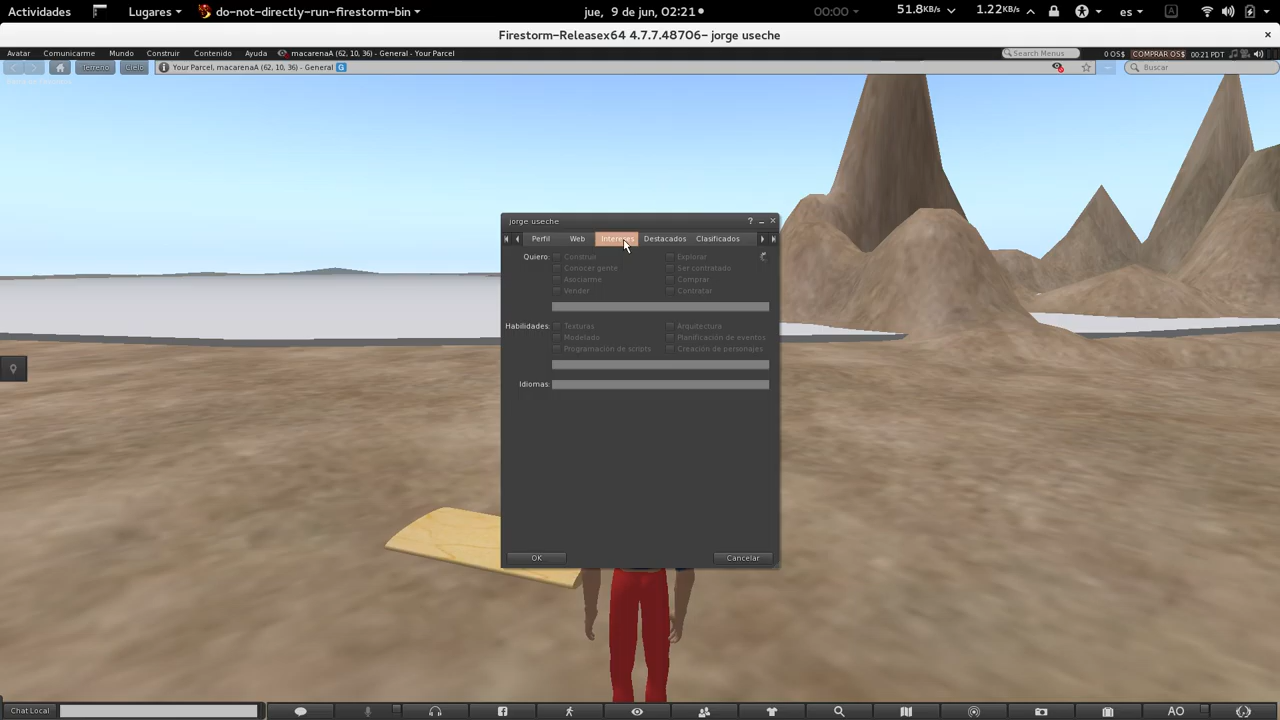 Actividades
Lugares
do-not-directly-run-firestorm-bin
jue, 9 de jun, 02:21
00:00
51.8KB/s
1.22KB/s
es
A
Firestorm-Releasex64 4.7.7.48706- jorge useche
Avatar Comunicarme Mundo Construir Contenido Ayuda macarenaA (62, 10, 36) - General - Your Parcel
Search Menus
0 OS$ COMPRAR OS$ 00:21 PDT
Terreno Cielo Your Parcel, macarenaA (62, 10, 36) - General G
Buscar
jorge useche
Perfil Web Intereses Destacados Clasificados
Quiero: Construir Explorar
Conocer gente Ser contratado
Asociarme Comprar
Vender Contratar
Habilidades: Texturas Arquitectura
Modelado Planificación de eventos
Programación de scripts Creación de personajes
Idiomas:
OK Cancelar
Chat Local
AO